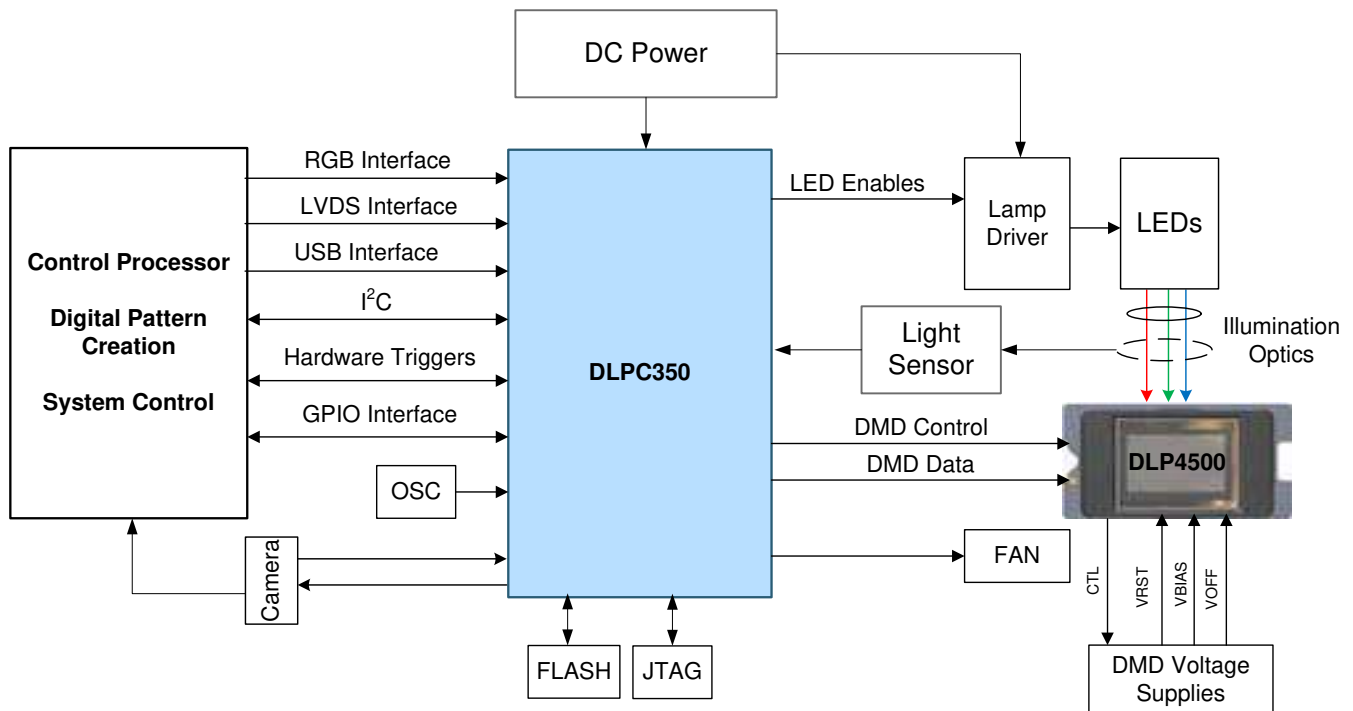 DC Power
RGB Interface
LVDS Interface
USB Interface
I²C
Hardware Triggers
GPIO Interface
Control Processor
Digital Pattern
Creation
System Control
OSC
Camera
DLPC350
FLASH
JTAG
LED Enables
Lamp
Driver
LEDs
Light
Sensor
Illumination
Optics
DMD Control
DMD Data
DLP4500
FAN
CTL
VRST
VBIAS
VOFF
DMD Voltage
Supplies